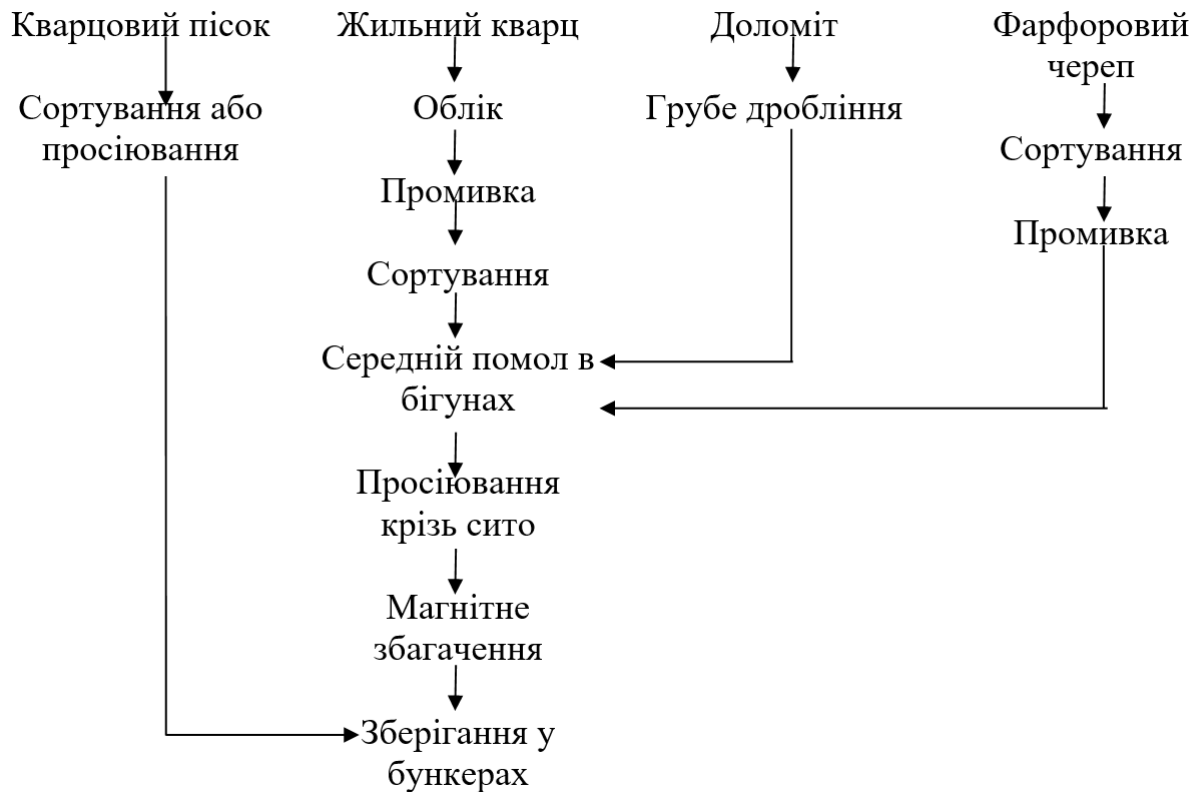 Кварцовий пісок
Жильний кварц
Доломіт
Фарфоровий
череп
Сортування або
просіювання
Облік
Грубе дробління
Сортування
Промивка
Промивка
Сортування
Середній помол в
бігунах
Просіювання
крізь сито
Магнітне
збагачення
Зберігання у
бункерах